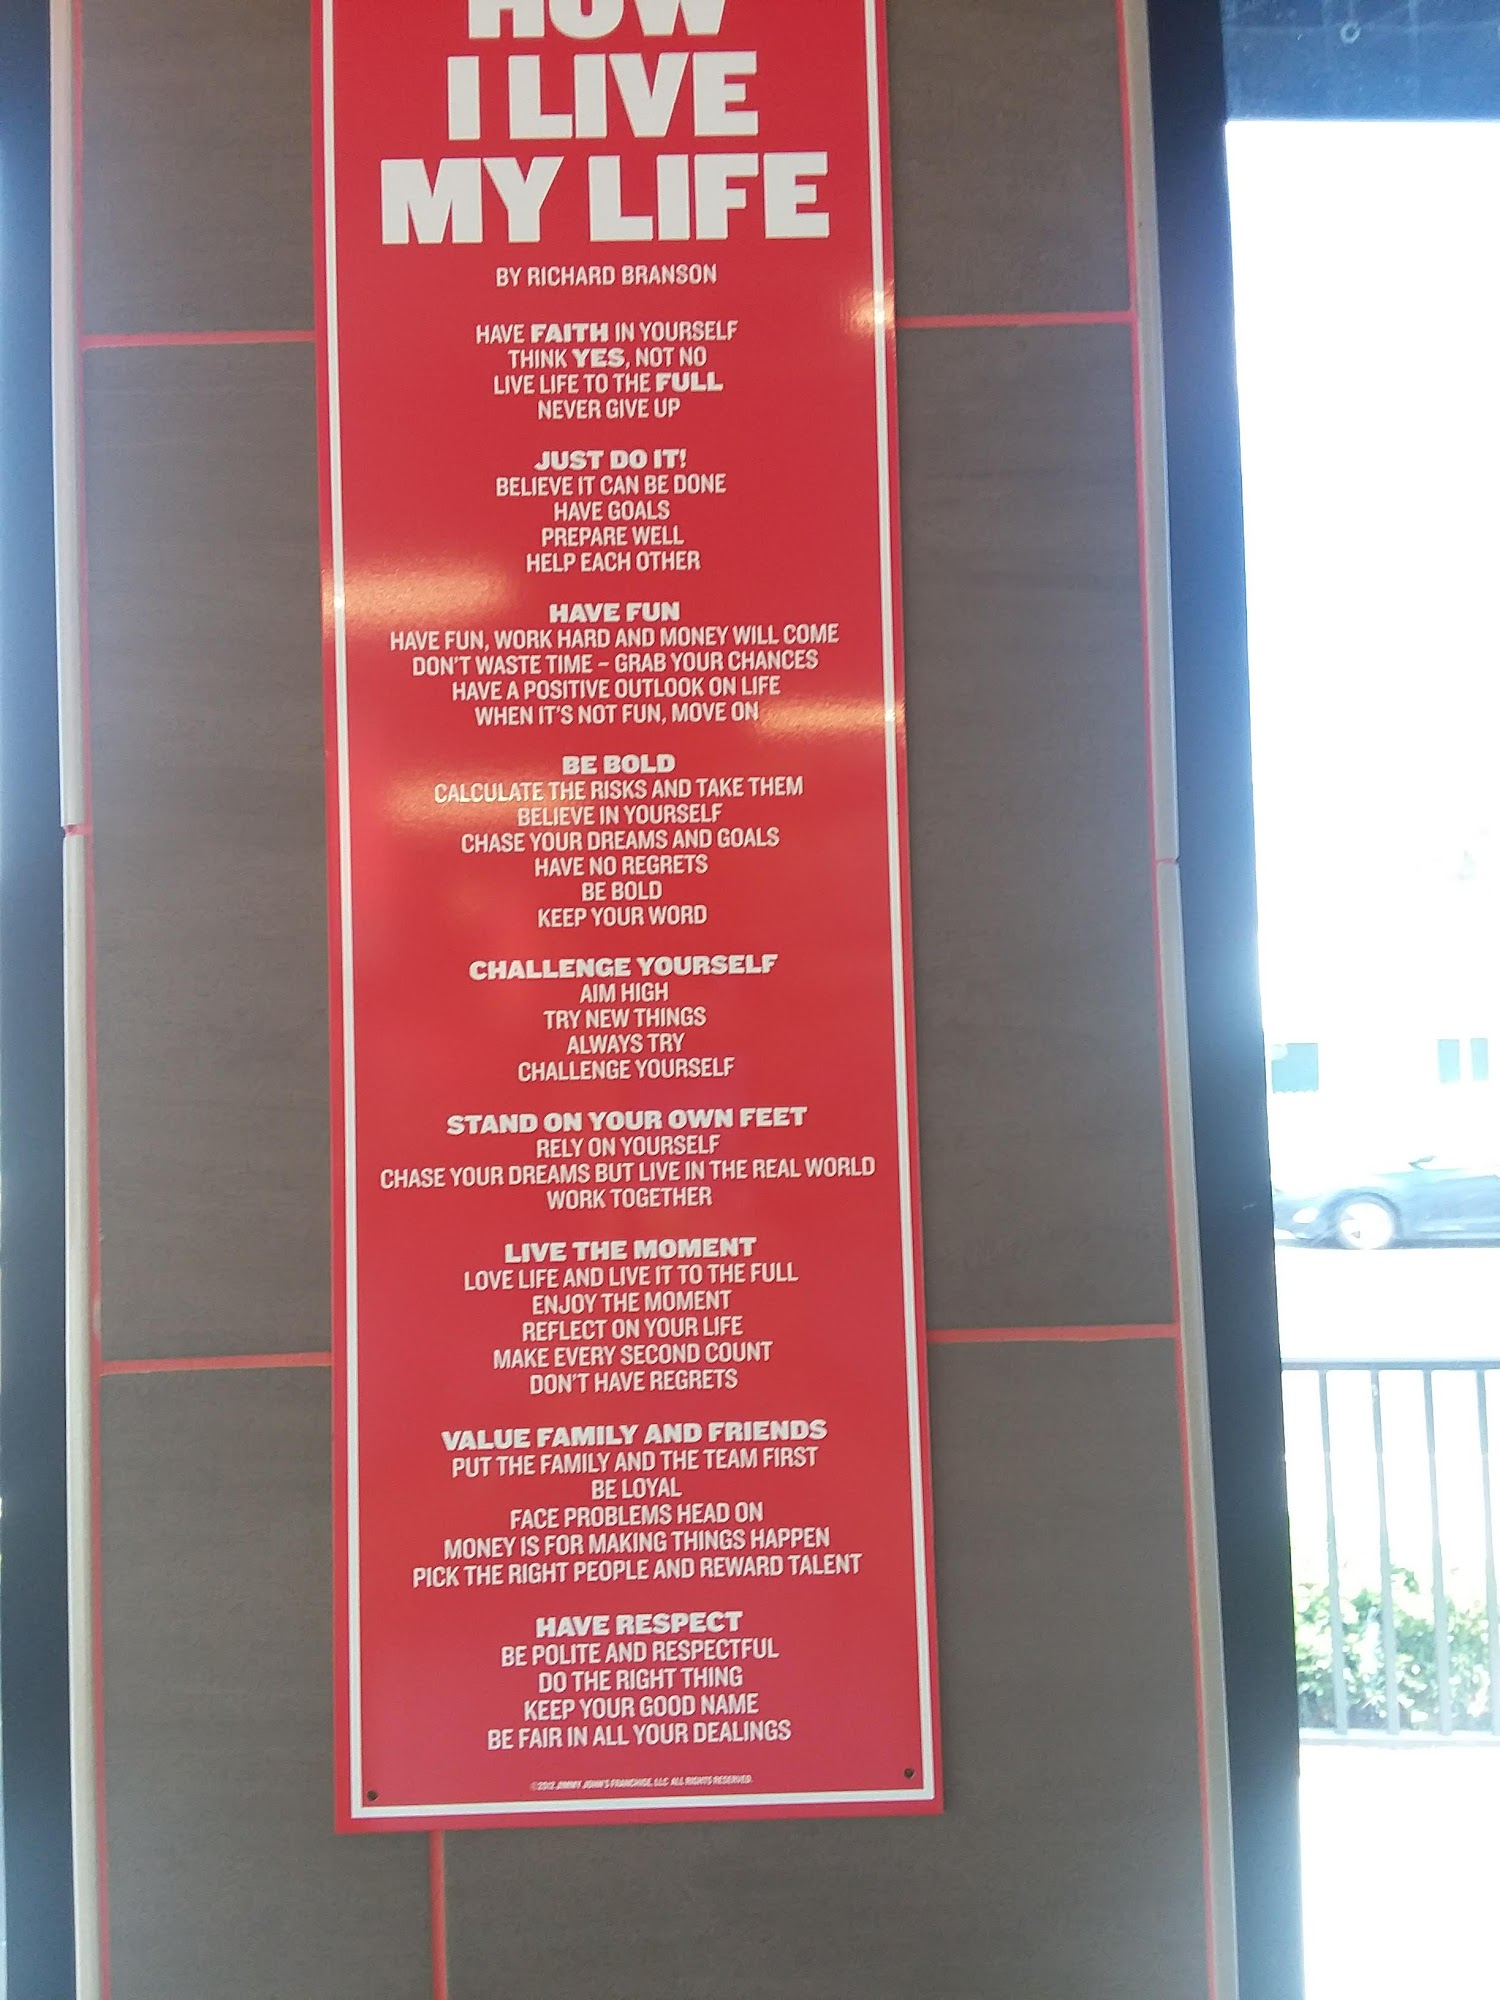 HOW
I LIVE
MY LIFE
BY RICHARD BRANSON
HAVE FAITH IN YOURSELF
THINK YES, NOT NO
LIVE LIFE TO THE FULL
NEVER GIVE UP
JUST DO IT!
BELIEVE IT CAN BE DONE
HAVE GOALS
PREPARE WELL
HELP EACH OTHER
HAVE FUN
HAVE FUN, WORK HARD AND MONEY WILL COME
DON'T WASTE TIME – GRAB YOUR CHANCES
HAVE A POSITIVE OUTLOOK ON LIFE
WHEN IT'S NOT FUN, MOVE ON
BE BOLD
CALCULATE THE RISKS AND TAKE THEM
BELIEVE IN YOURSELF
CHASE YOUR DREAMS AND GOALS
HAVE NO REGRETS
BE BOLD
KEEP YOUR WORD
CHALLENGE YOURSELF
AIM HIGH
TRY NEW THINGS
ALWAYS TRY
CHALLENGE YOURSELF
STAND ON YOUR OWN FEET
RELY ON YOURSELF
CHASE YOUR DREAMS BUT LIVE IN THE REAL WORLD
WORK TOGETHER
LIVE THE MOMENT
LOVE LIFE AND LIVE IT TO THE FULL
ENJOY THE MOMENT
REFLECT ON YOUR LIFE
MAKE EVERY SECOND COUNT
DON'T HAVE REGRETS
VALUE FAMILY AND FRIENDS
PUT THE FAMILY AND THE TEAM FIRST
BE LOYAL
FACE PROBLEMS HEAD ON
MONEY IS FOR MAKING THINGS HAPPEN
PICK THE RIGHT PEOPLE AND REWARD TALENT
HAVE RESPECT
BE POLITE AND RESPECTFUL
DO THE RIGHT THING
KEEP YOUR GOOD NAME
BE FAIR IN ALL YOUR DEALINGS
©2012 JIMMY JOHN'S FRANCHISE, LLC ALL RIGHTS RESERVED.